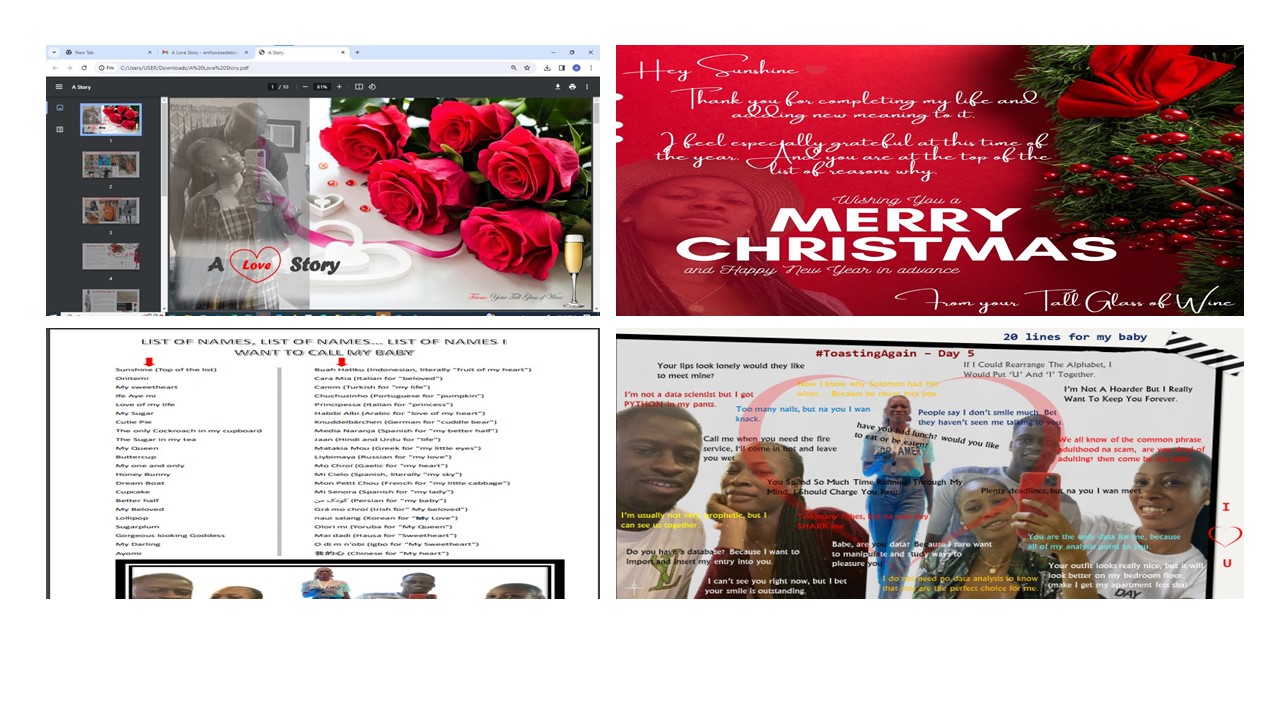 New Tab
A Love Story -
A Story
File
C:/Users/USER/Downloads/A%20Love%20Story.pdf
A Story
1 / 10
81%
1
2
3
4
A Love Story
From: Your Tall Glass of Wine
Hey Sunshine
Thank you for completing my life and
adding new meaning to it.
I feel especially grateful at this time of
the year. And you are at the top of the
list of reasons why.
Wishing You a
MERRY
CHRISTMAS
and Happy New Year in advance
From your Tall Glass of Wine
LIST OF NAMES, LIST OF NAMES... LIST OF NAMES I
WANT TO CALL MY BABY
Sunshine (Top of the list)
Onitemi
My sweetheart
Ife Aye mi
Love of my life
My Sugar
Cutie Pie
The only Cockroach in my cupboard
The Sugar in my tea
My Queen
Buttercup
My one and only
Honey Bunny
Dream Boat
Cupcake
Better half
My Beloved
Lollipop
Sugarplum
Gorgeous looking Goddess
My Darling
Ayomi
Buah Hatiku (Indonesian, literally "fruit of my heart")
Cara Mia (Italian for "beloved")
Canim (Turkish for "my life")
Chuchuzinho (Portuguese for "pumpkin")
Principessa (Italian for "princess")
Habibi Albi (Arabic for "love of my heart")
Knuddelbärchen (German for "cuddle bear")
Media Naranja (Spanish for "my better half")
Jaan (Hindi and Urdu for "life")
Matakia Mou (Greek for "my little eyes")
Liybimaya (Russian for "my love")
Mo Chroi (Gaelic for "my heart")
Mi Cielo (Spanish, literally "my sky")
Mon Petit Chou (French for "my little cabbage")
Mi Senora (Spanish for "my lady")
کودک من (Persian for "my baby")
Grá mo chroi (Irish for" My beloved")
naui salang (Korean for "My Love")
Olori mi (Yoruba for "My Queen")
Mai dadi (Hausa for "Sweetheart")
O di m n'obi (Igbo for "My Sweetheart")
我的心 (Chinese for "My heart")
20 lines for my baby
#ToastingAgain – Day 5
Your lips look lonely would they like
to meet mine?
If I Could Rearrange The Alphabet, I
Would Put 'U' And 'I' Together.
I'm not a data scientist but I got
PYTHON in my pants.
Now I know why Solomon had 700
wives.. Because he never met you.
I'm Not A Hoarder But I Really
Want To Keep You Forever.
Too many nails, but na you I wan
knack.
People say I don't smile much. Bet
they haven't seen me talking to you.
have you had lunch? would you like
to eat or be eaten?
Call me when you need the fire
service, I'll come in hot and leave
you wet
We all know of the common phrase
adulthood na scam, are you tired of
adulting? then come be my
You Spend So Much Time Running Through My
Mind, I Should Charge You Rent.
Plenty deadlines, but na you I wan meet
I'm usually not very prophetic, but I
can see us together.
Too many fishes, but na you
SHARK me.
Do you have a database? Because I want to
import and insert my entry into you.
Babe, are you data? Because I sure want
to manipulate and study ways to
pleasure you
You are the only data for me, because
all of my analysis point to you.
I can't see you right now, but I bet
your smile is outstanding.
I do not need no data analysis to know
that you are the perfect choice for me.
Your outfit looks really nice, but it will
look better on my bedroom floor.
(make I get my apartment first sha)
I
U
DAY